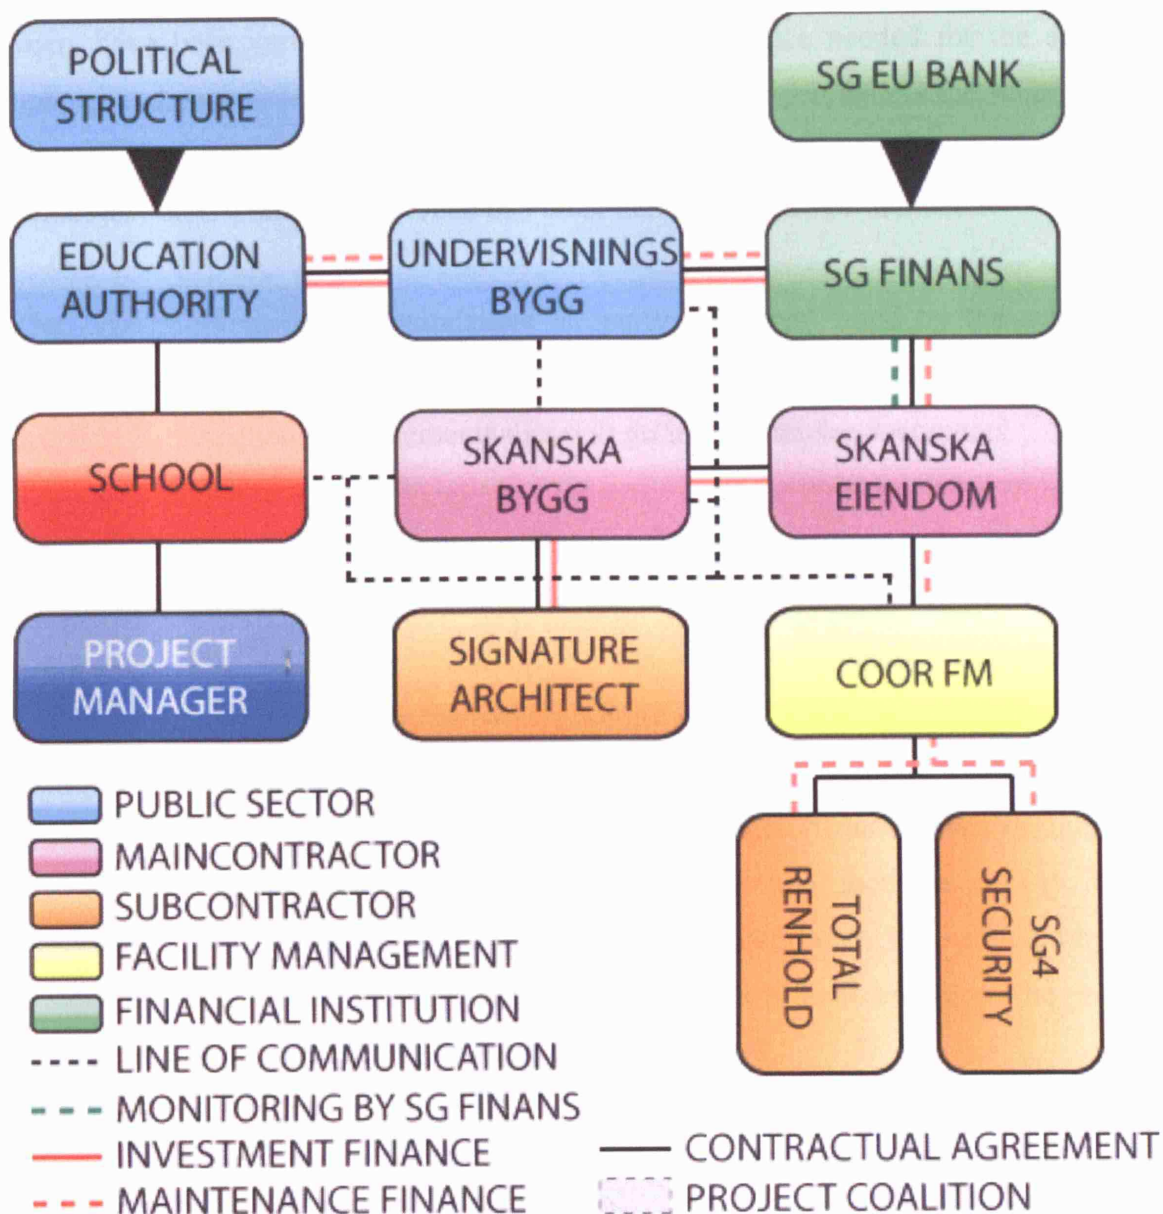 POLITICAL
STRUCTURE
SG EU BANK
EDUCATION
AUTHORITY
UNDERVISNINGS
BYGG
SG FINANS
SCHOOL
SKANSKA
BYGG
SKANSKA
EIENDOM
PROJECT
MANAGER
SIGNATURE
ARCHITECT
COOR FM
TOTAL
RENHOLD
SG4
SECURITY
PUBLIC SECTOR
MAINCONTRACTOR
SUBCONTRACTOR
FACILITY MANAGEMENT
FINANCIAL INSTITUTION
LINE OF COMMUNICATION
MONITORING BY SG FINANS
INVESTMENT FINANCE
MAINTENANCE FINANCE
CONTRACTUAL AGREEMENT
PROJECT COALITION